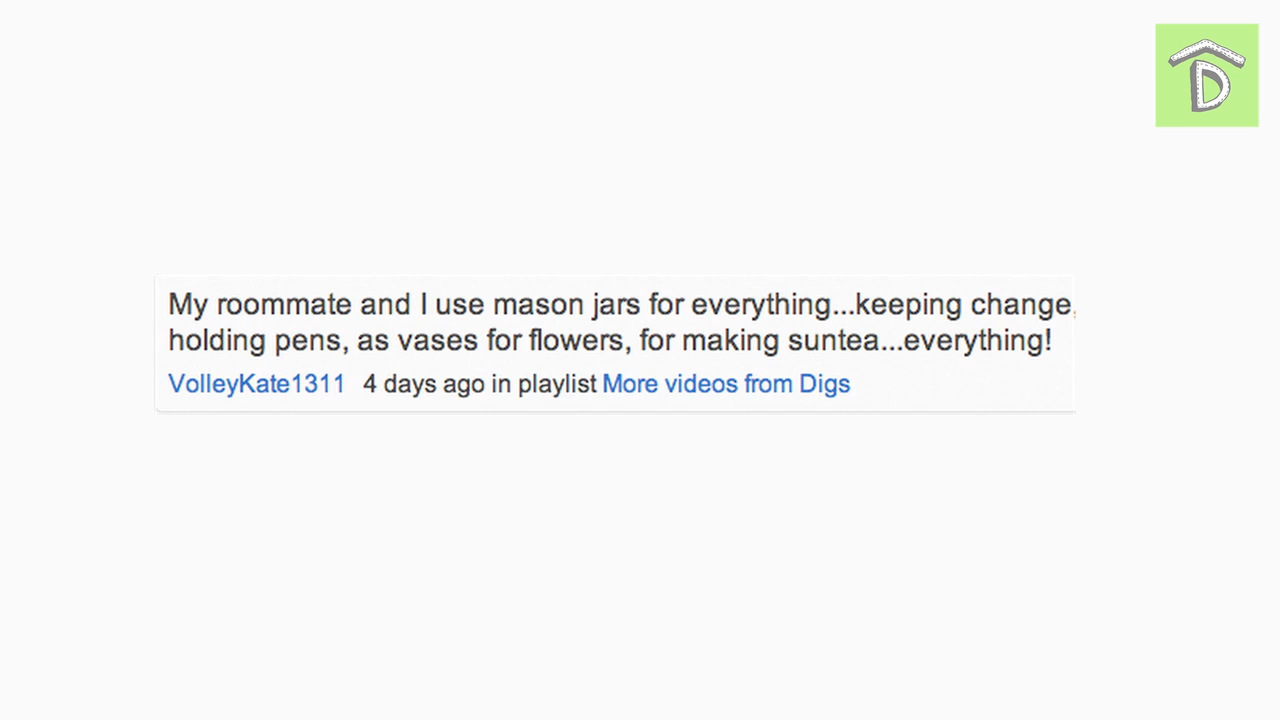 D
My roommate and I use mason jars for everything...keeping change,
holding pens, as vases for flowers, for making suntea...everything!
VolleyKate1311 4 days ago in playlist More videos from Digs